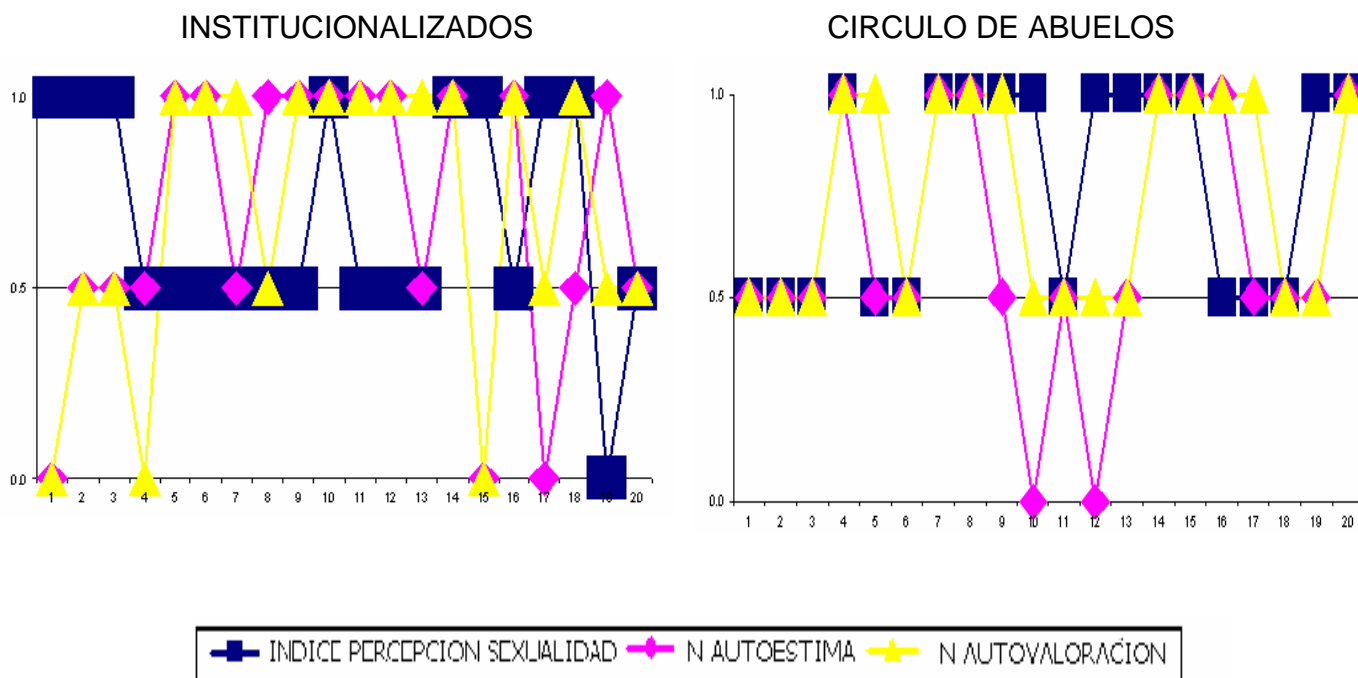 INSTITUCIONALIZADOS
CIRCULO DE ABUELOS
1.0
0.5
0.0
1 2 3 4 5 6 7 8 9 10 11 12 13 14 15 16 17 18 19 20
1.0
0.5
0.0
1 2 3 4 5 6 7 8 9 10 11 12 13 14 15 16 17 18 19 20
INDICE PERCEPCION SEXUALIDAD N AUTOESTIMA N AUTOVALORACION